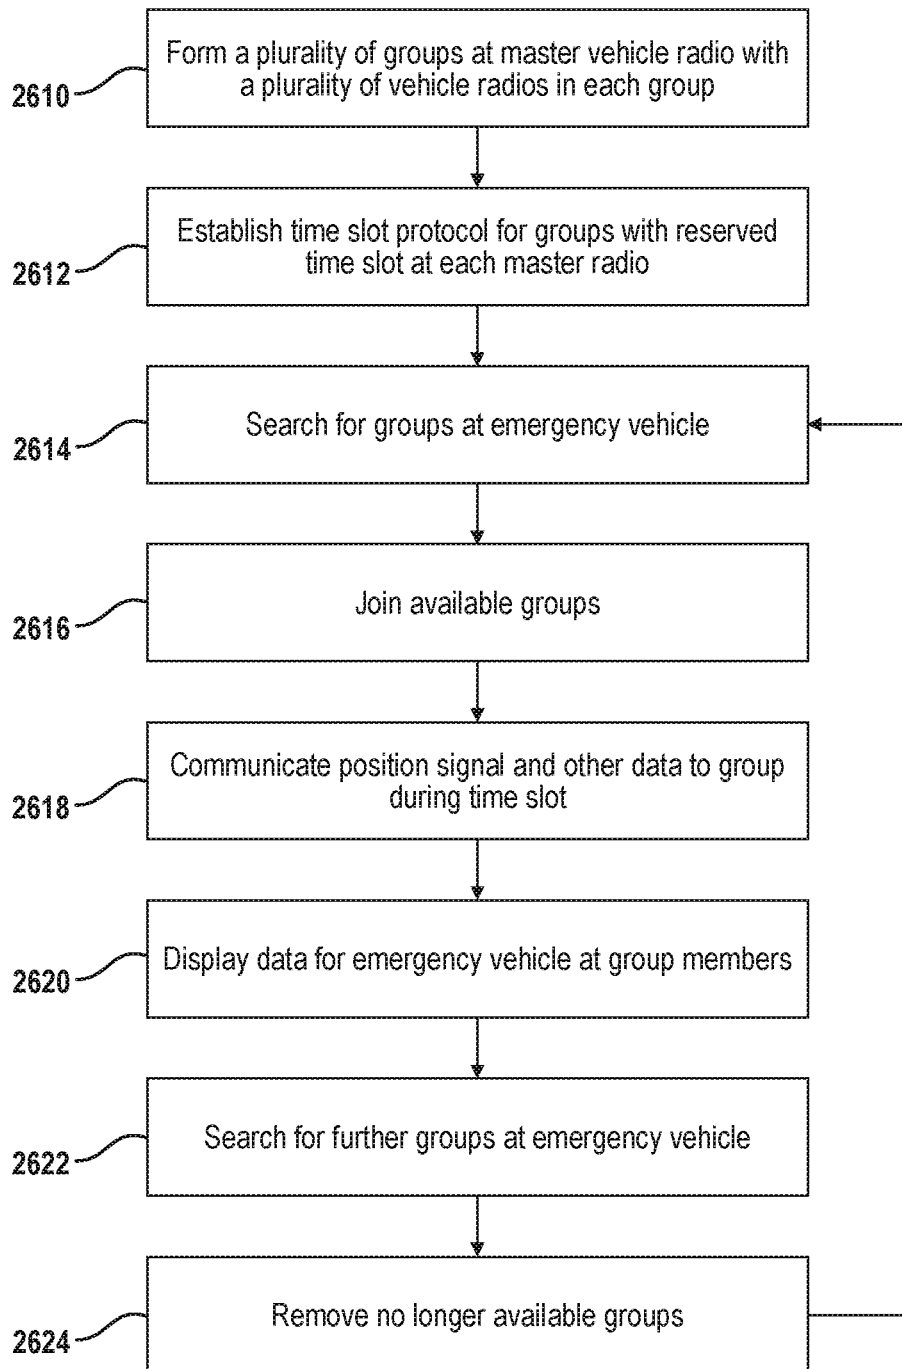 Form a plurality of groups at master vehicle radio with
a plurality of vehicle radios in each group
2610
Establish time slot protocol for groups with reserved
time slot at each master radio
2612
Search for groups at emergency vehicle
2614
Join available groups
2616
Communicate position signal and other data to group
during time slot
2618
Display data for emergency vehicle at group members
2620
Search for further groups at emergency vehicle
2622
Remove no longer available groups
2624